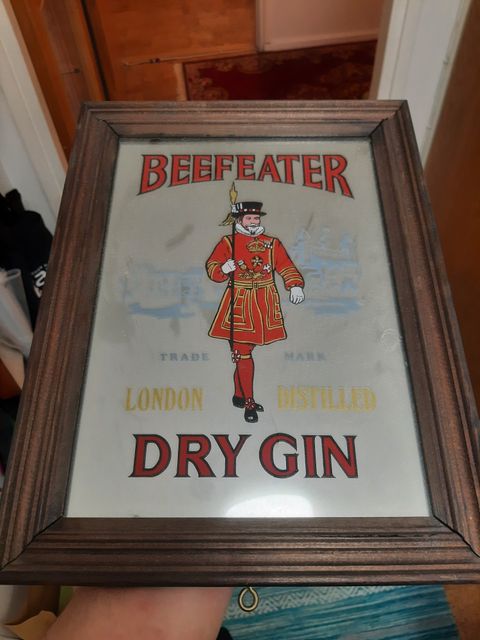 BEEFEATER
TRADE MARK
LONDON DISTILLED
DRY GIN